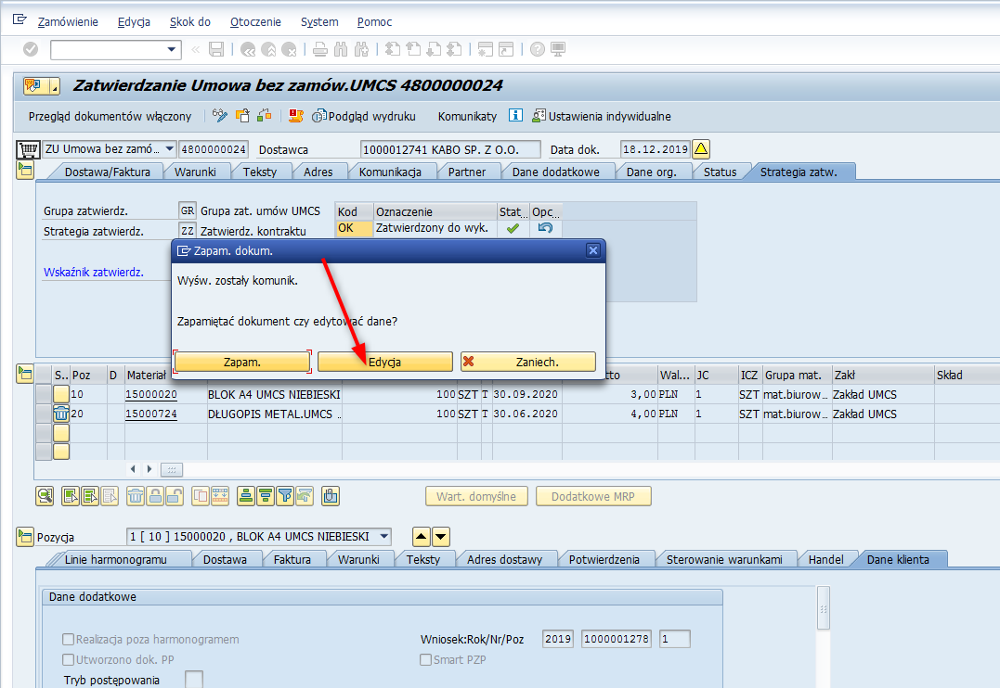 Zamówienie Edycja Skok do Otoczenie System Pomoc
Zatwierdzanie Umowa bez zamów.UMCS 4800000024
Przegląd dokumentów włączony Podgląd wydruku Komunikaty Ustawienia indywidualne
ZU Umowa bez zamó... 4800000024 Dostawca 1000012741 KABO SP. Z O.O. Data dok. 18.12.2019
Dostawa/Faktura Warunki Teksty Adres Komunikacja Partner Dane dodatkowe Dane org. Status Strategia zatw.
Grupa zatwierdz. GR Grupa zat. umów UMCS Kod Oznaczenie Stat... Opc...
Strategia zatwierdz. ZZ Zatwierdz. kontraktu OK Zatwierdzony do wyk.
Zapam. dokum.
Wskaźnik zatwierdz.
Wyśw. zostały komunik.
Zapamiętać dokument czy edytować dane?
Zapam. Edycja Zaniech.
S.. Poz D Materiał tto Wal... JC ICZ Grupa mat. Zakł Skład
10 15000020 BLOK A4 UMCS NIEBIESKI 100 SZT T 30.09.2020 3,00 PLN 1 SZT mat.biurow... Zakład UMCS
20 15000724 DŁUGOPIS METAL.UMCS .. 100 SZT T 30.06.2020 4,00 PLN 1 SZT mat.biurow... Zakład UMCS
Wart. domyślne Dodatkowe MRP
Pozycja 1 [ 10 ] 15000020 , BLOK A4 UMCS NIEBIESKI
Linie harmonogramu Dostawa Faktura Warunki Teksty Adres dostawy Potwierdzenia Sterowanie warunkami Handel Dane klienta
Dane dodatkowe
Realizacja poza harmonogramem Wniosek:Rok/Nr/Poz 2019 1000001278 1
Utworzono dok. PP Smart PZP
Tryb postępowania